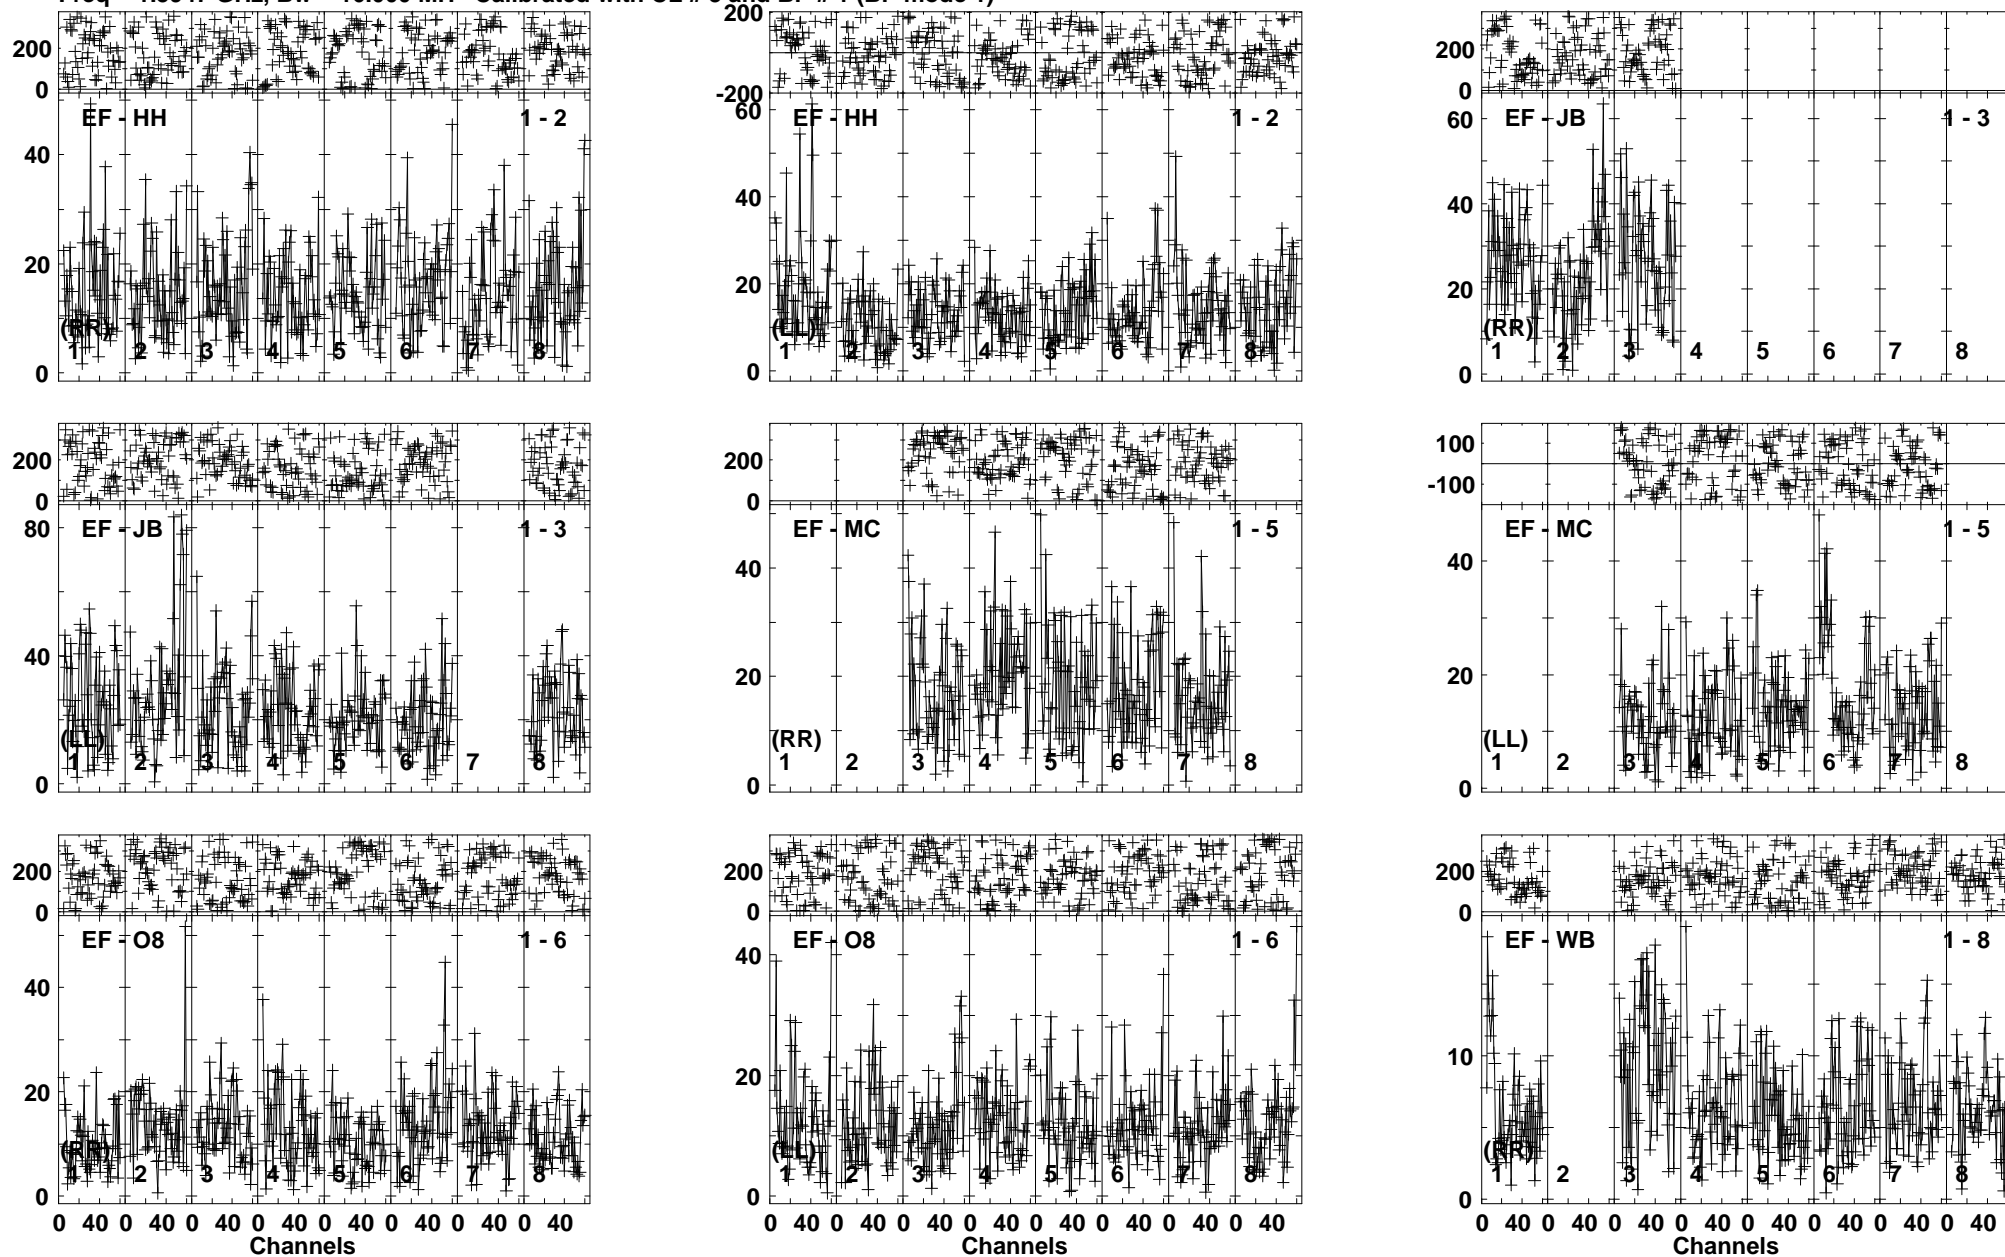 200 0 200 -200 200 0
EF - HH 1 - 2 EF - HH 1 - 2 EF - JB 1 - 3
40 20 0 60 40 20 0 60 40 20 0
(RR) (LL) (RR)
1 2 3 4 5 6 7 8 1 2 3 4 5 6 7 8 1 2 3 4 5 6 7 8
200 0 200 0 100 -100
EF - JB 1 - 3 EF - MC 1 - 5 EF - MC 1 - 5
80 40 0 40 20 0 40 20 0
(LL) (RR) (LL)
1 2 3 4 5 6 7 8 1 2 3 4 5 6 7 8 1 2 3 4 5 6 7 8
200 0 200 0 200 0
EF - O8 1 - 6 EF - O8 1 - 6 EF - WB 1 - 8
40 20 0 40 20 0 10 0
(RR) (LL) (RR)
1 2 3 4 5 6 7 8 1 2 3 4 5 6 7 8 1 2 3 4 5 6 7 8
0 40 0 40 0 40 0 40 0 40 0 40 0 40 0 40 0 40 0 40 0 40 0 40 0 40 0 40 0 40 0 40 0 40 0 40 0 40 0 40 0 40 0 40 0 40 0 40
Channels Channels Channels